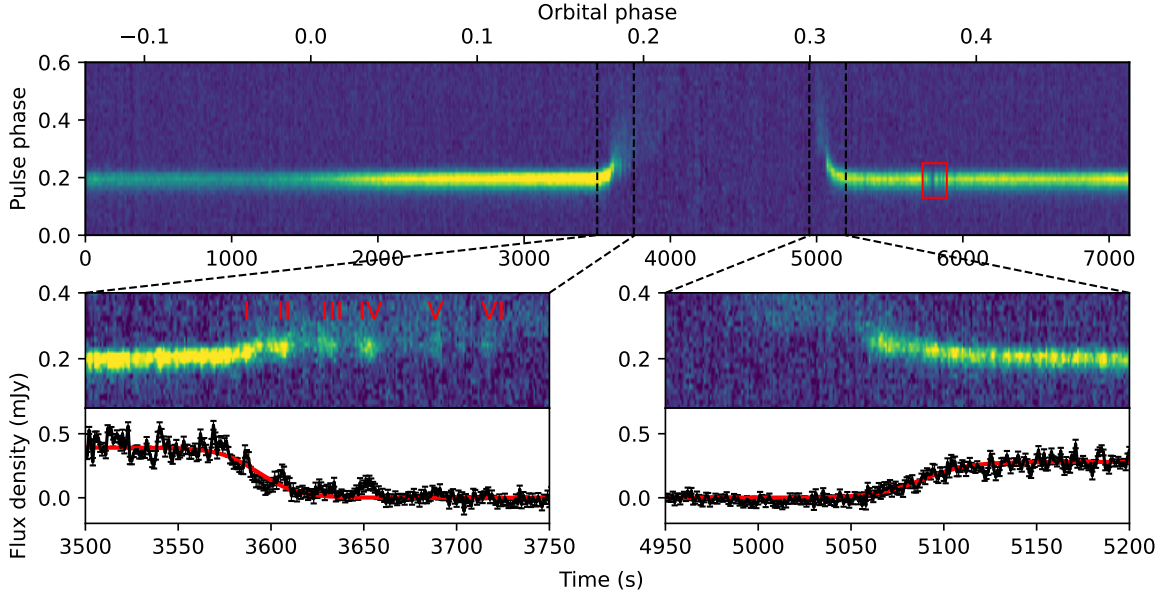 Orbital phase
−0.1 0.0 0.1 0.2 0.3 0.4
Pulse phase
0.6
0.4
0.2
0.0
0 1000 2000 3000 4000 5000 6000 7000
0.4
0.2
I II III IV V VI
0.4
0.2
Flux density (mJy)
0.5
0.0
0.5
0.0
3500 3550 3600 3650 3700 3750
4950 5000 5050 5100 5150 5200
Time (s)